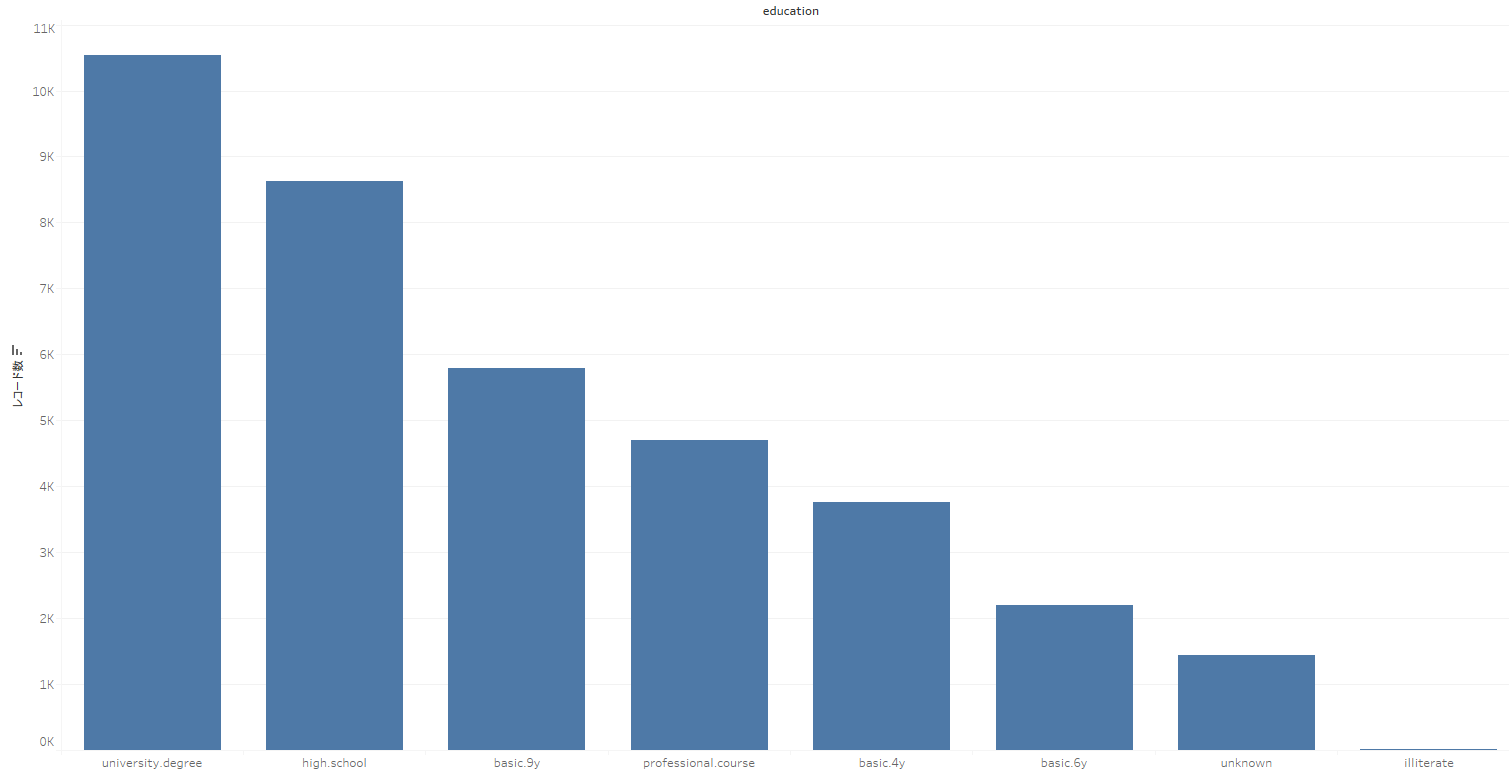 education
11K
10K
9K
8K
7K
6K
5K
4K
3K
2K
1K
0K
レコード数
university.degree
high.school
basic.9y
professional.course
basic.4y
basic.6y
unknown
illiterate